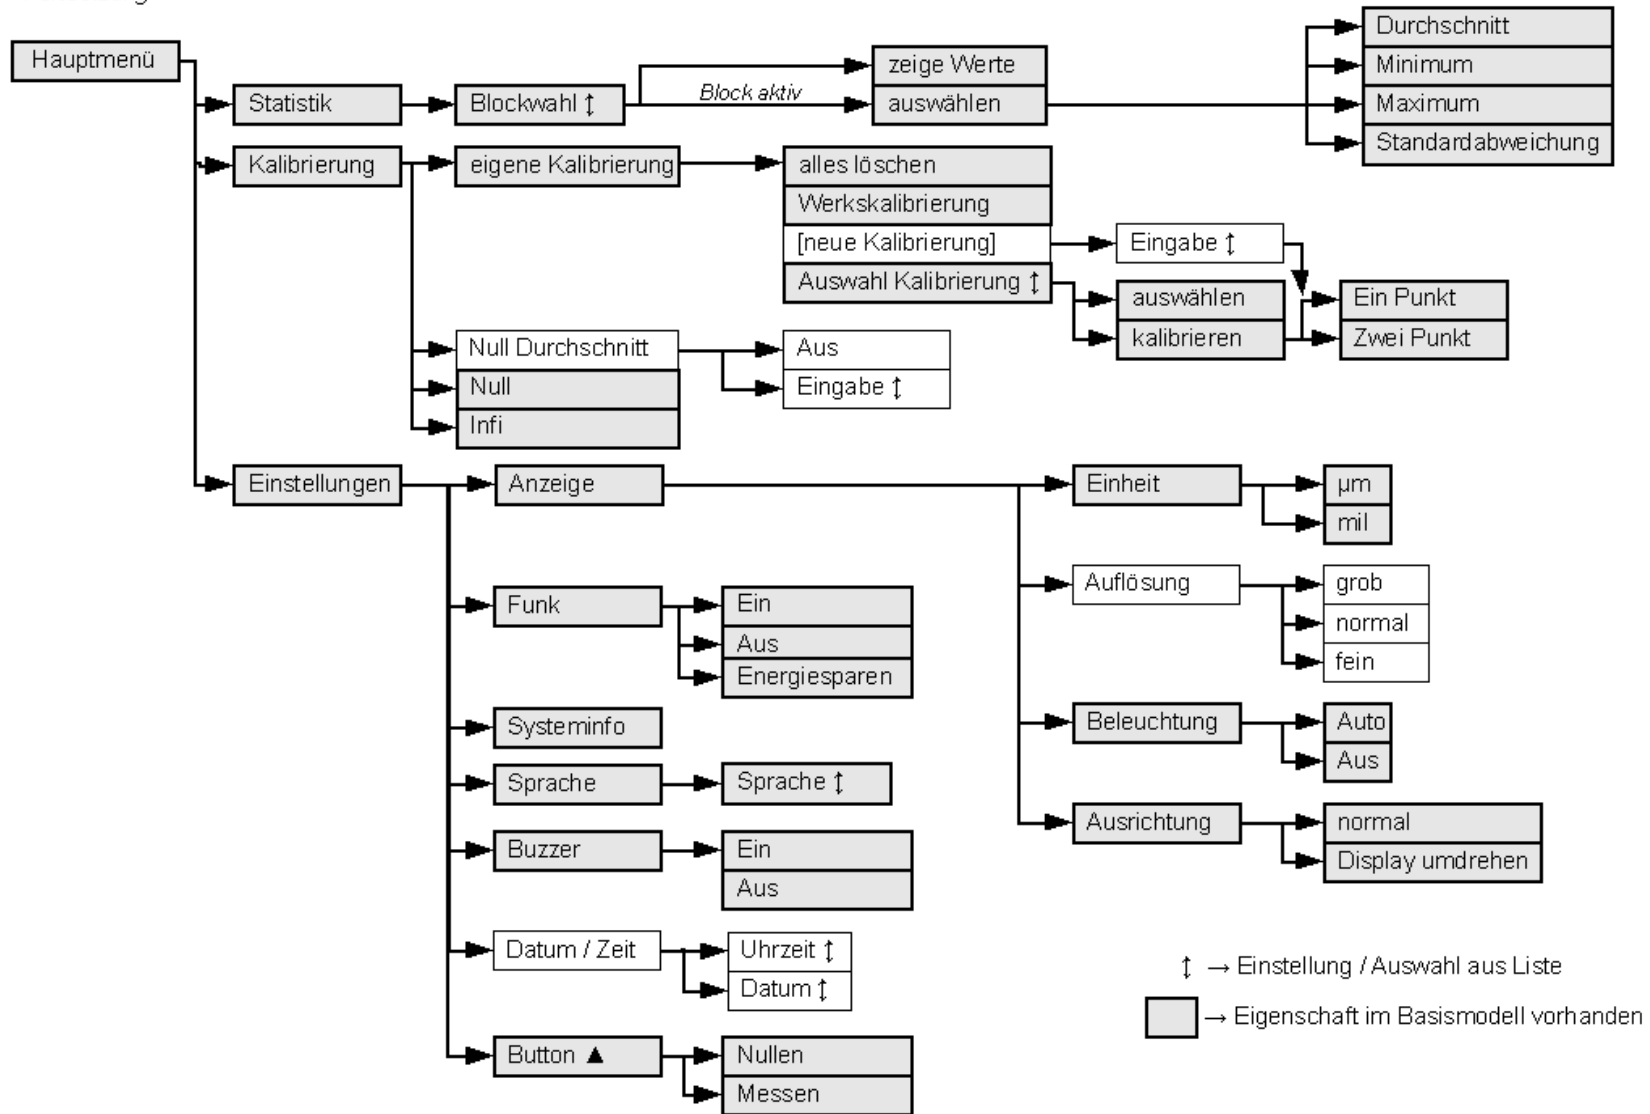 Hauptmenü
Statistik
Blockwahl ↕
Block aktiv
zeige Werte
auswählen
Durchschnitt
Minimum
Maximum
Standardabweichung
Kalibrierung
eigene Kalibrierung
alles löschen
Werkskalibrierung
[neue Kalibrierung]
Auswahl Kalibrierung ↕
Eingabe ↕
auswählen
kalibrieren
Ein Punkt
Zwei Punkt
Null Durchschnitt
Null
Infi
Aus
Eingabe ↕
Einstellungen
Anzeige
Einheit
µm
mil
Auflösung
grob
normal
fein
Beleuchtung
Auto
Aus
Ausrichtung
normal
Display umdrehen
Funk
Ein
Aus
Energiesparen
Systeminfo
Sprache
Sprache ↕
Buzzer
Ein
Aus
Datum / Zeit
Uhrzeit ↕
Datum ↕
Button ▲
Nullen
Messen
↕ → Einstellung / Auswahl aus Liste
→ Eigenschaft im Basismodell vorhanden